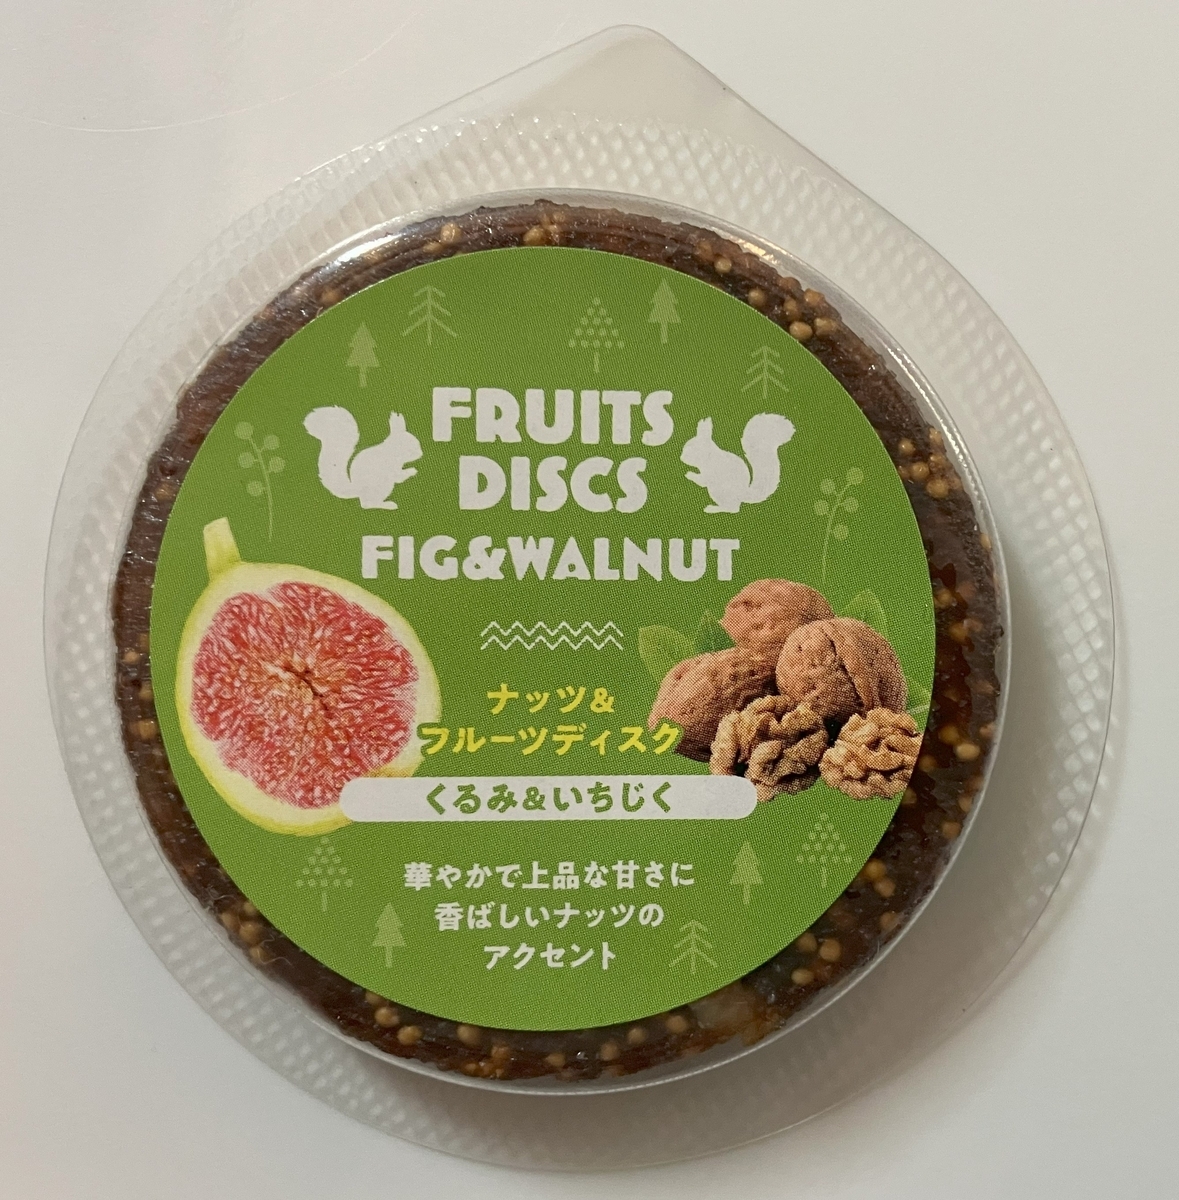 FRUITS
DISCS
FIG&WALNUT
ナッツ&
フルーツディスク
くるみ&いちじく
華やかで上品な甘さに
香ばしいナッツの
アクセント